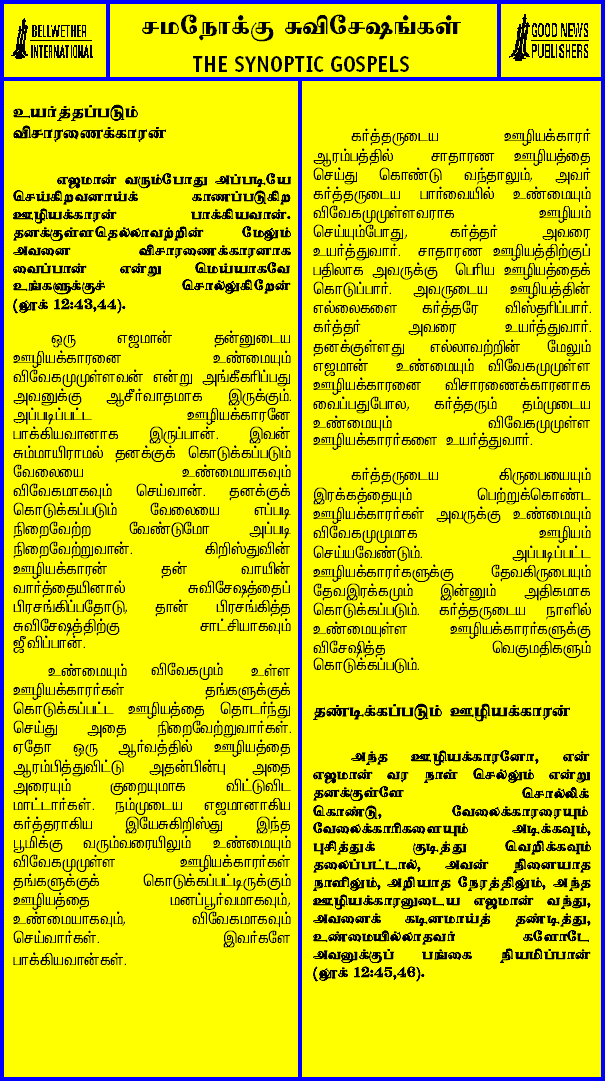 BELLWETHER
INTERNATIONAL
சமநோக்கு சுவிசேஷங்கள்
THE SYNOPTIC GOSPELS
GOOD NEWS
PUBLISHERS
உயர்த்தப்படும்
விசாரணைக்காரன்
எஜமான் வரும்போது அப்படியே
செய்கிறவனாய்க் காணப்படுகிற
ஊழியக்காரன் பாக்கியவான்.
தனக்குள்ளதெல்லாவற்றின் மேலும்
அவனை விசாரணைக்காரனாக
வைப்பான் என்று மெய்யாகவே
உங்களுக்குச் சொல்லுகிறேன்
(லூக் 12:43,44).
ஒரு எஜமான் தன்னுடைய
ஊழியக்காரனை உண்மையும்
விவேகமுமுள்ளவன் என்று அங்கீகரிப்பது
அவனுக்கு ஆசீர்வாதமாக இருக்கும்.
அப்படிப்பட்ட ஊழியக்காரனே
பாக்கியவானாக இருப்பான். இவன்
சும்மாயிராமல் தனக்குக் கொடுக்கப்படும்
வேலையை உண்மையாகவும்
விவேகமாகவும் செய்வான். தனக்குக்
கொடுக்கப்படும் வேலையை எப்படி
நிறைவேற்ற வேண்டுமோ அப்படி
நிறைவேற்றுவான். கிறிஸ்துவின்
ஊழியக்காரன் தன் வாயின்
வார்த்தையினால் சுவிசேஷத்தைப்
பிரசங்கிப்பதோடு, தான் பிரசங்கித்த
சுவிசேஷத்திற்கு சாட்சியாகவும்
ஜீவிப்பான்.
உண்மையும் விவேகமும் உள்ள
ஊழியக்காரர்கள் தங்களுக்குக்
கொடுக்கப்பட்ட ஊழியத்தை தொடர்ந்து
செய்து அதை நிறைவேற்றுவார்கள்.
ஏதோ ஒரு ஆர்வத்தில் ஊழியத்தை
ஆரம்பித்துவிட்டு அதன்பின்பு அதை
அரையும் குறையுமாக விட்டுவிட
மாட்டார்கள். நம்முடைய எஜமானாகிய
கர்த்தராகிய இயேசுகிறிஸ்து இந்த
பூமிக்கு வரும்வரையிலும் உண்மையும்
விவேகமுமுள்ள ஊழியக்காரர்கள்
தங்களுக்குக் கொடுக்கப்பட்டிருக்கும்
ஊழியத்தை மனப்பூர்வமாகவும்,
உண்மையாகவும், விவேகமாகவும்
செய்வார்கள். இவர்களே
பாக்கியவான்கள்.
கர்த்தருடைய ஊழியக்காரர்
ஆரம்பத்தில் சாதாரண ஊழியத்தை
செய்து கொண்டு வந்தாலும், அவர்
கர்த்தருடைய பார்வையில் உண்மையும்
விவேகமுமுள்ளவராக ஊழியம்
செய்யும்போது, கர்த்தர் அவரை
உயர்த்துவார். சாதாரண ஊழியத்திற்குப்
பதிலாக அவருக்கு பெரிய ஊழியத்தைக்
கொடுப்பார். அவருடைய ஊழியத்தின்
எல்லைகளை கர்த்தரே விஸ்தரிப்பார்.
கர்த்தர் அவரை உயர்த்துவார்.
தனக்குள்ளது எல்லாவற்றின் மேலும்
எஜமான் உண்மையும் விவேகமுமுள்ள
ஊழியக்காரனை விசாரணைக்காரனாக
வைப்பதுபோல, கர்த்தரும் தம்முடைய
உண்மையும் விவேகமுமுள்ள
ஊழியக்காரர்களை உயர்த்துவார்.
கர்த்தருடைய கிருபையையும்
இரக்கத்தையும் பெற்றுக்கொண்ட
ஊழியக்காரர்கள் அவருக்கு உண்மையும்
விவேகமுமுமாக ஊழியம்
செய்யவேண்டும். அப்படிப்பட்ட
ஊழியக்காரர்களுக்கு தேவகிருபையும்
தேவஇரக்கமும் இன்னும் அதிகமாக
கொடுக்கப்படும். கர்த்தருடைய நாளில்
உண்மையுள்ள ஊழியக்காரர்களுக்கு
விசேஷித்த வெகுமதிகளும்
கொடுக்கப்படும்.
தண்டிக்கப்படும் ஊழியக்காரன்
அந்த ஊழியக்காரனோ, என்
எஜமான் வர நாள் செல்லும் என்று
தனக்குள்ளே சொல்லிக்
கொண்டு, வேலைக்காரரையும்
வேலைக்காரிகளையும் அடிக்கவும்,
புசித்துக் குடித்து வெறிக்கவும்
தலைப்பட்டால், அவன் நினையாத
நாளிலும், அறியாத நேரத்திலும், அந்த
ஊழியக்காரனுடைய எஜமான் வந்து,
அவனைக் கடினமாய்த் தண்டித்து,
உண்மையில்லாதவர் களோடே
அவனுக்குப் பங்கை நியமிப்பான்
(லூக் 12:45,46).